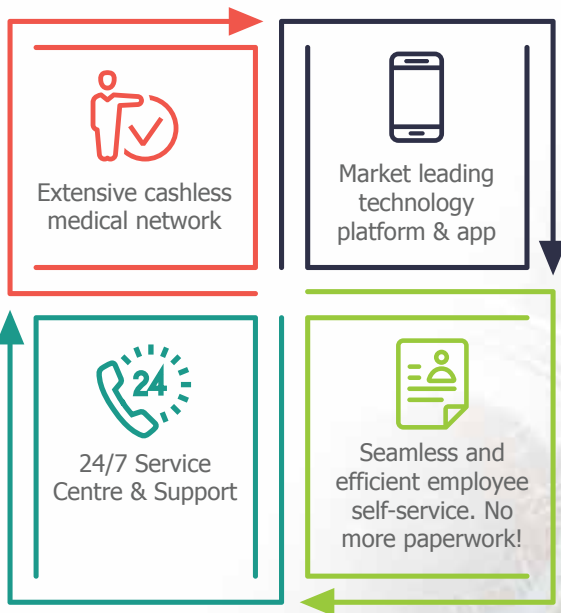 Extensive cashless
medical network
Market leading
technology
platform & app
24
24/7 Service
Centre & Support
Seamless and
efficient employee
self-service. No
more paperwork!